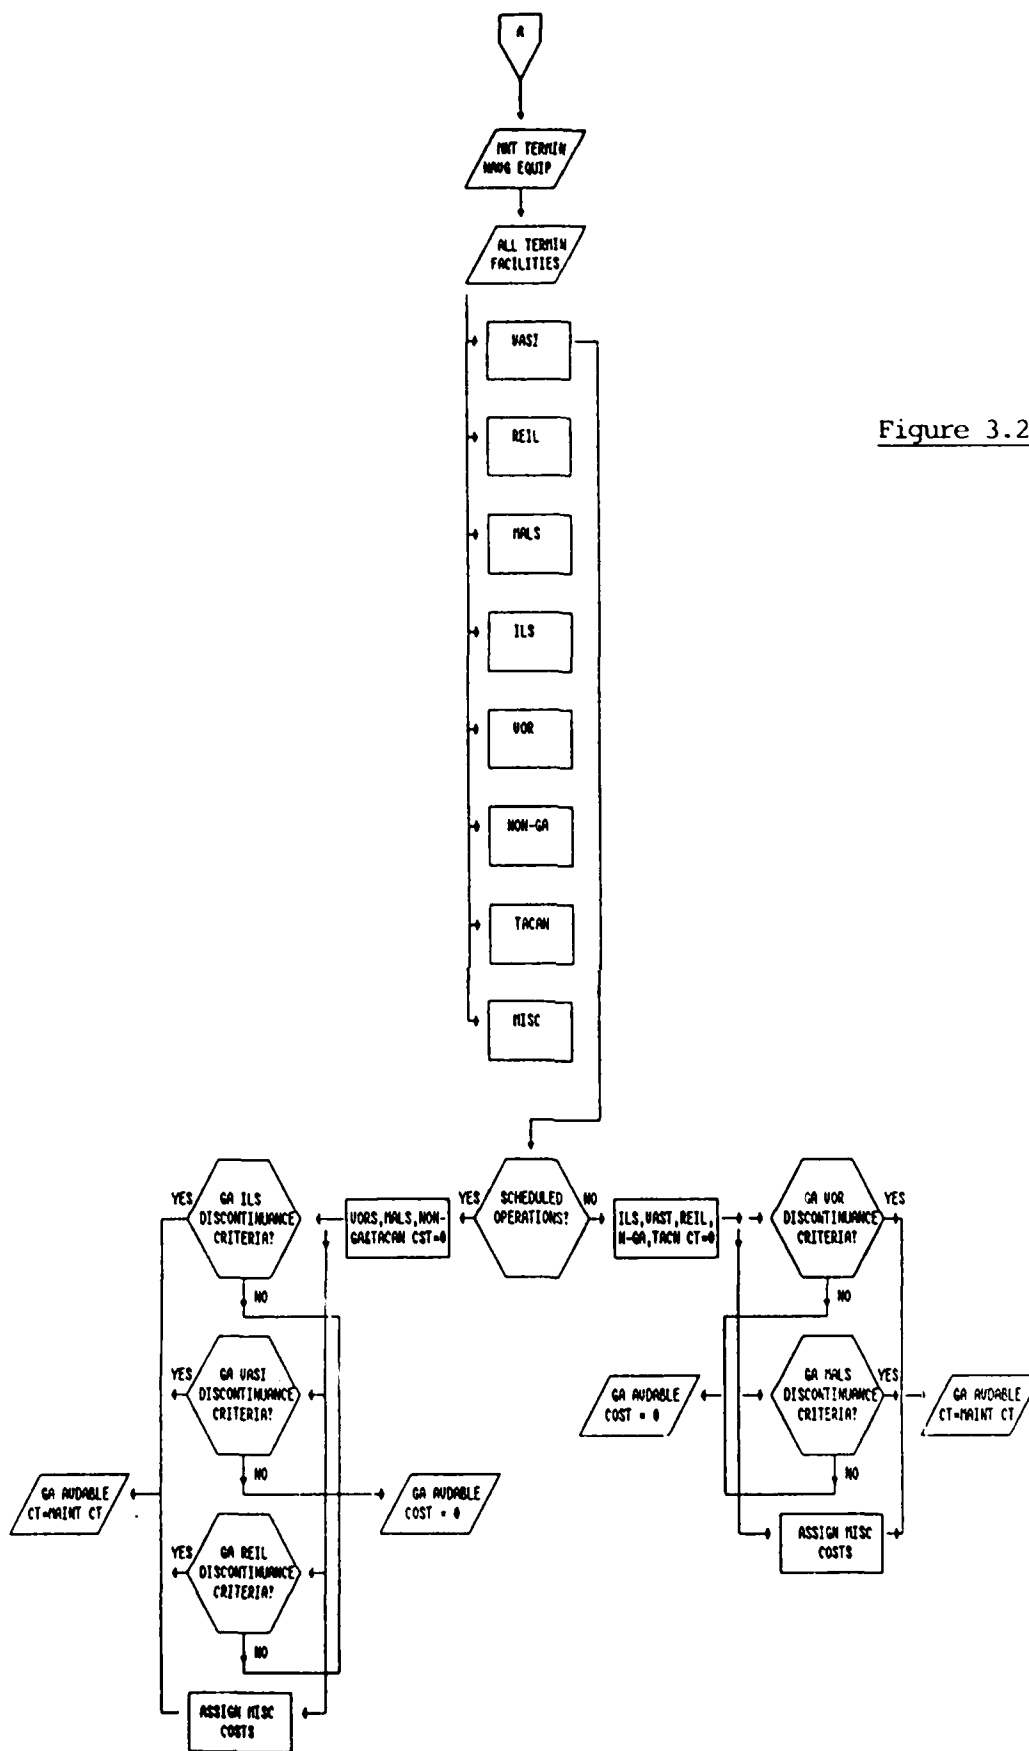 A
MNT TERMIN
NAVG EQUIP
ALL TERMIN
FACILITIES
VASI
REIL
MALS
ILS
VOR
NON-GA
TACAN
MISC
Figure 3.2
SCHEDULED
OPERATIONS?
YES
NO
VORS,MALS,NON-
GA&TACAN CST=0
ILS,VAST,REIL,
N-GA,TACN CT=0
YES
GA ILS
DISCONTINUANCE
CRITERIA?
NO
YES
GA VASI
DISCONTINUANCE
CRITERIA?
NO
GA AVDABLE
CT=MAINT CT
GA AVDABLE
COST = 0
YES
GA REIL
DISCONTINUANCE
CRITERIA?
NO
ASSIGN MISC
COSTS
GA VOR
DISCONTINUANCE
CRITERIA?
YES
NO
GA AVDABLE
COST = 0
GA MALS
DISCONTINUANCE
CRITERIA?
YES
GA AVDABLE
CT=MAINT CT
NO
ASSIGN MISC
COSTS